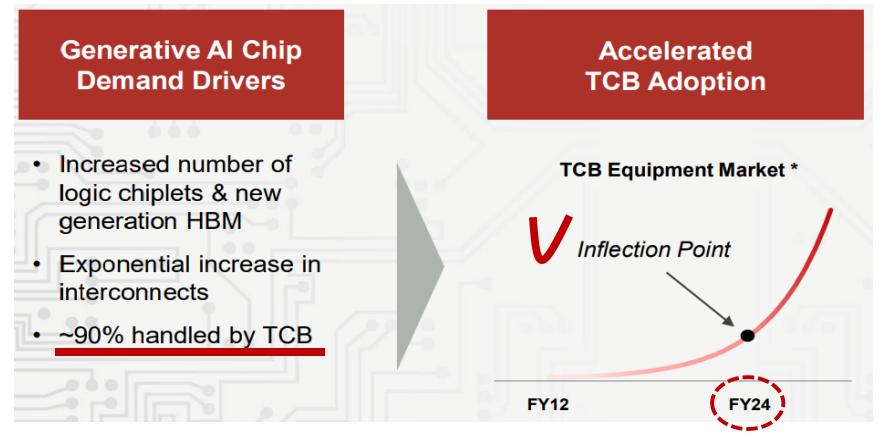 Generative AI Chip
Demand Drivers
• Increased number of
logic chiplets & new
generation HBM
• Exponential increase in
interconnects
• ~90% handled by TCB
Accelerated
TCB Adoption
TCB Equipment Market *
Inflection Point
FY12
FY24